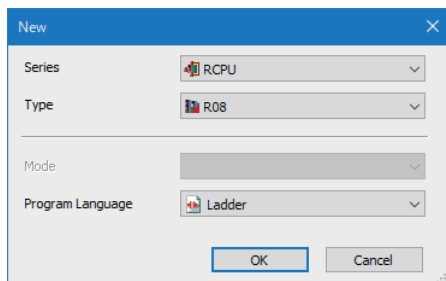 New
Series RCPU
Type R08
Mode
Program Language Ladder
OK Cancel